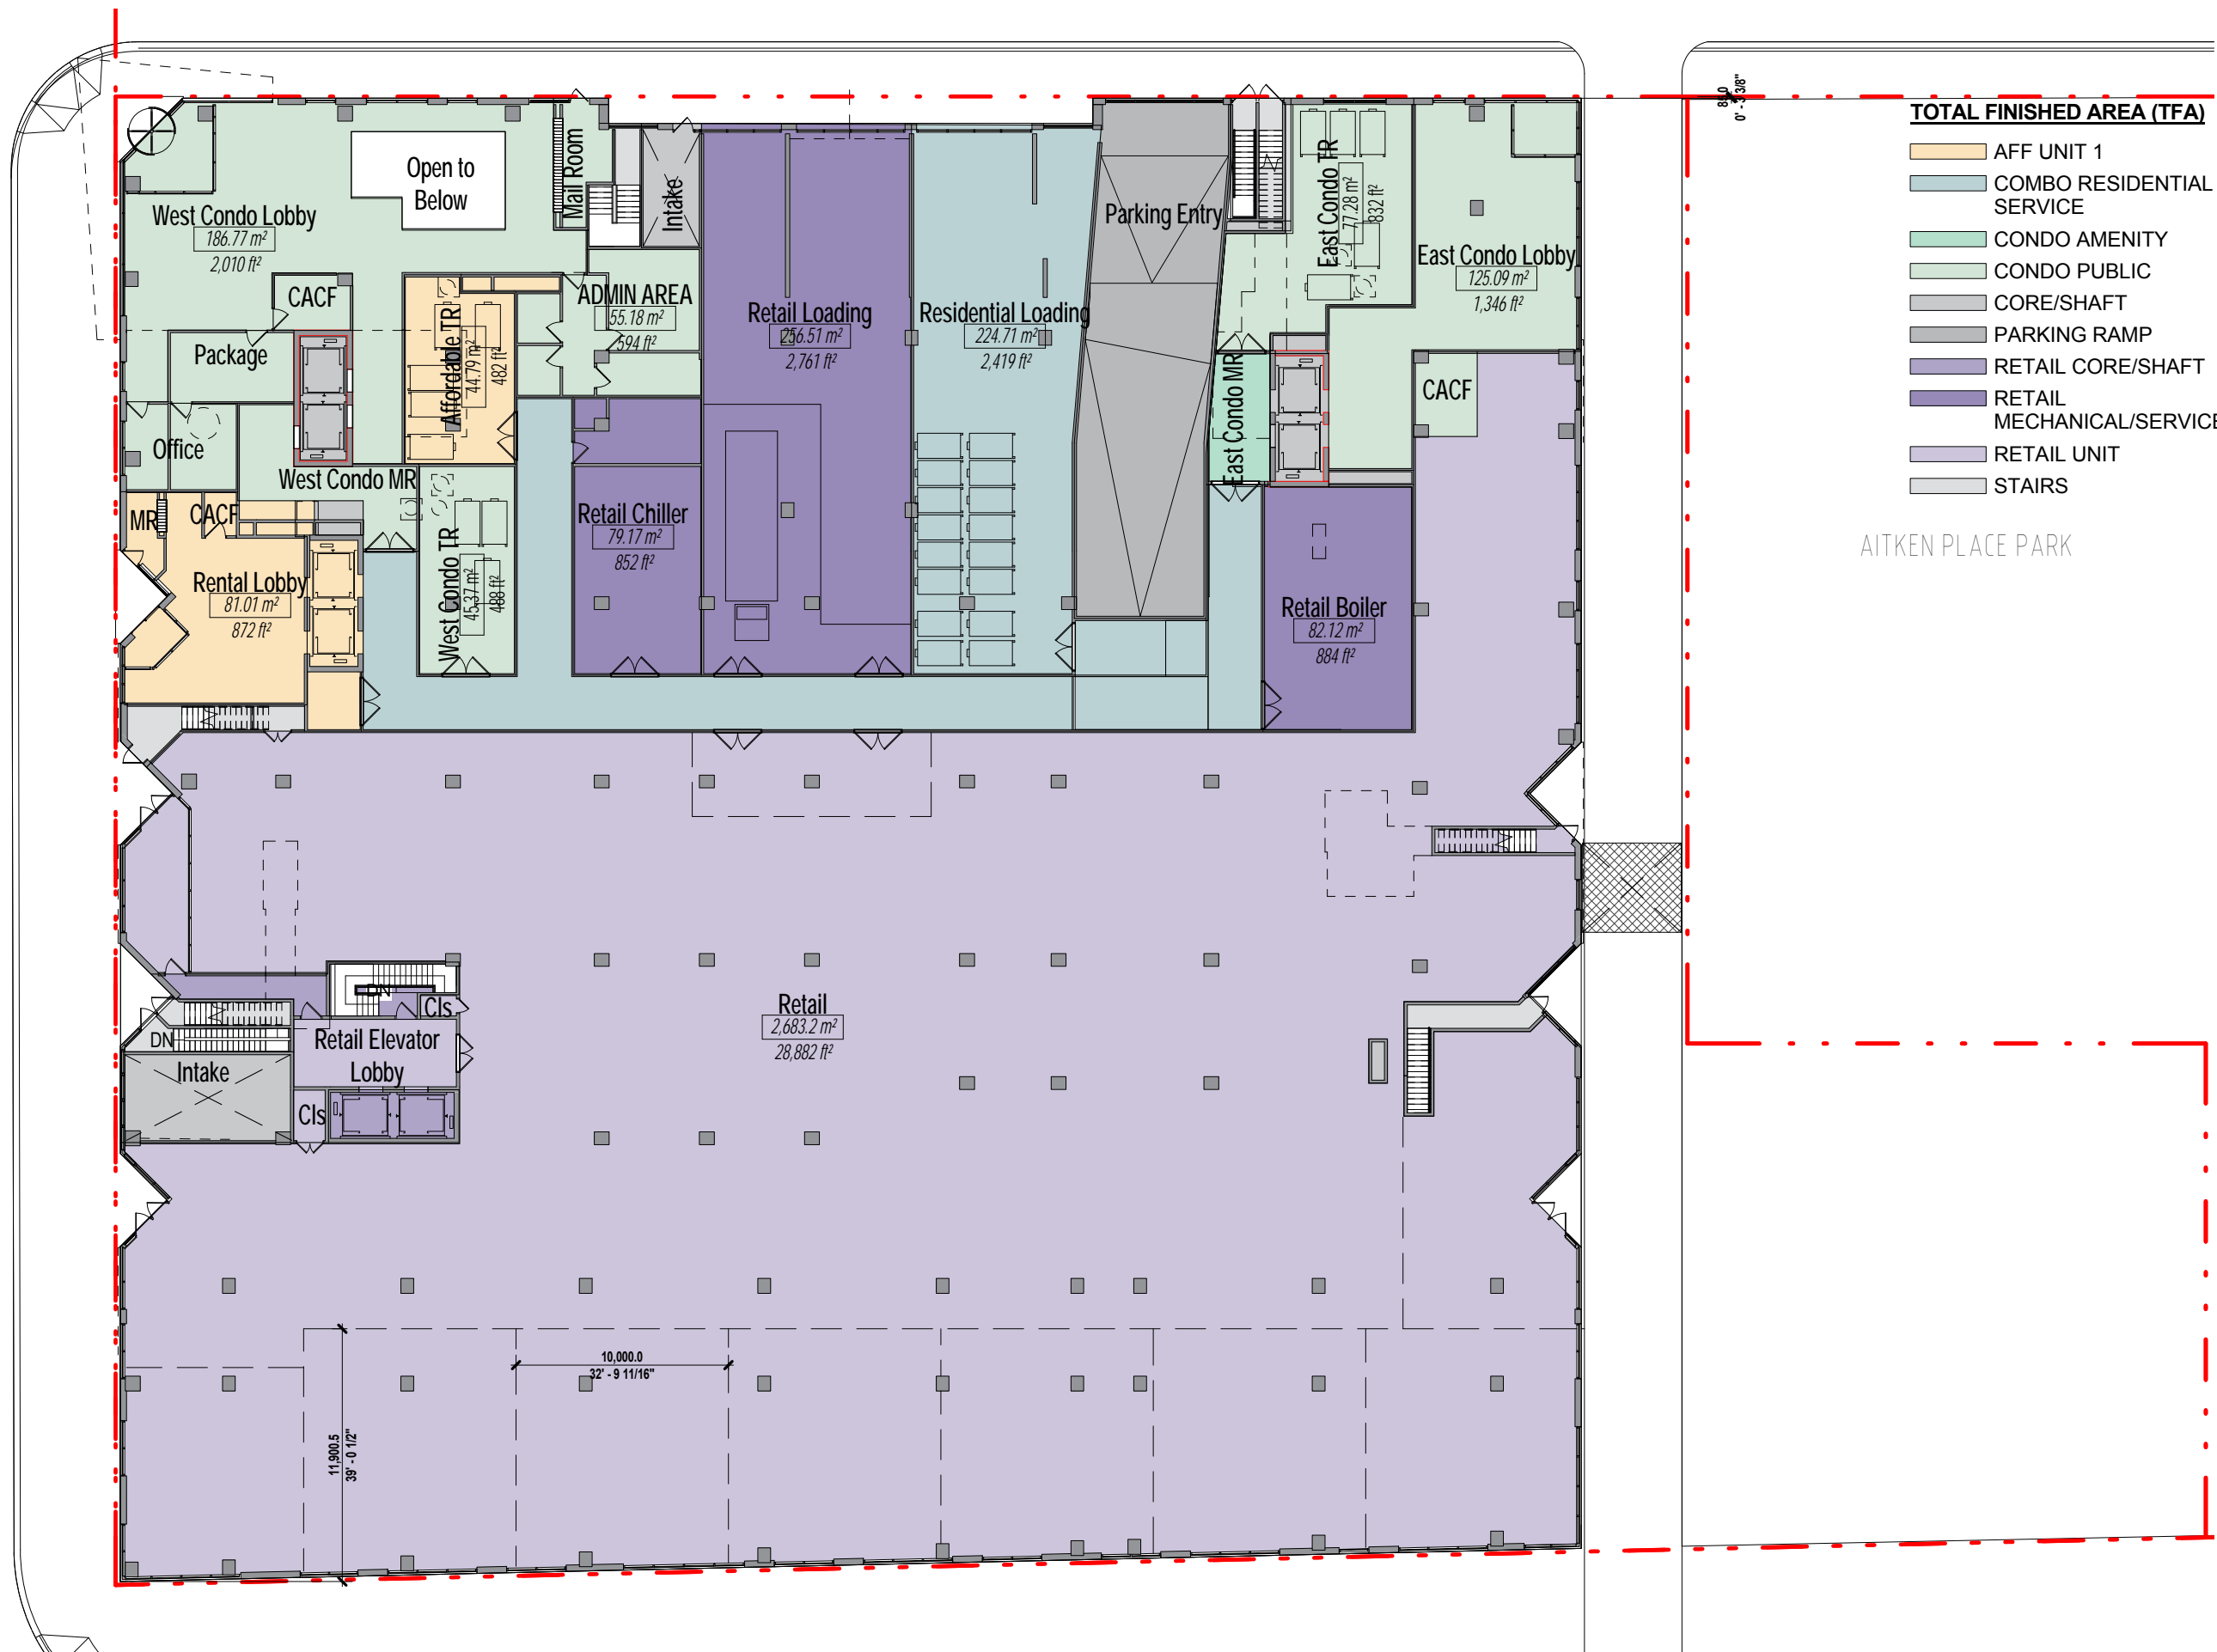 88.0
0' - 3 3/8"
TOTAL FINISHED AREA (TFA)
AFF UNIT 1
COMBO RESIDENTIAL
SERVICE
CONDO AMENITY
CONDO PUBLIC
CORE/SHAFT
PARKING RAMP
RETAIL CORE/SHAFT
RETAIL
MECHANICAL/SERVICE
RETAIL UNIT
STAIRS
AITKEN PLACE PARK
Open to
Below
Mail Room
Intake
West Condo Lobby
186.77 m²
2,010 ft²
CACF
Package
Office
Affordable TR
44.79 m²
482 ft²
ADMIN AREA
55.18 m²
594 ft²
Retail Loading
256.51 m²
2,761 ft²
Residential Loading
224.71 m²
2,419 ft²
Parking Entry
East Condo TR
77.28 m²
832 ft²
East Condo Lobby
125.09 m²
1,346 ft²
East Condo MR
CACF
West Condo MR
MR
CACF
Rental Lobby
81.01 m²
872 ft²
West Condo TR
45.37 m²
488 ft²
Retail Chiller
79.17 m²
852 ft²
Retail Boiler
82.12 m²
884 ft²
DN
Cls
Retail Elevator
Lobby
DN
Intake
Cls
Retail
2,683.2 m²
28,882 ft²
10,000.0
32' - 9 11/16"
11,900.5
39' - 0 1/2"